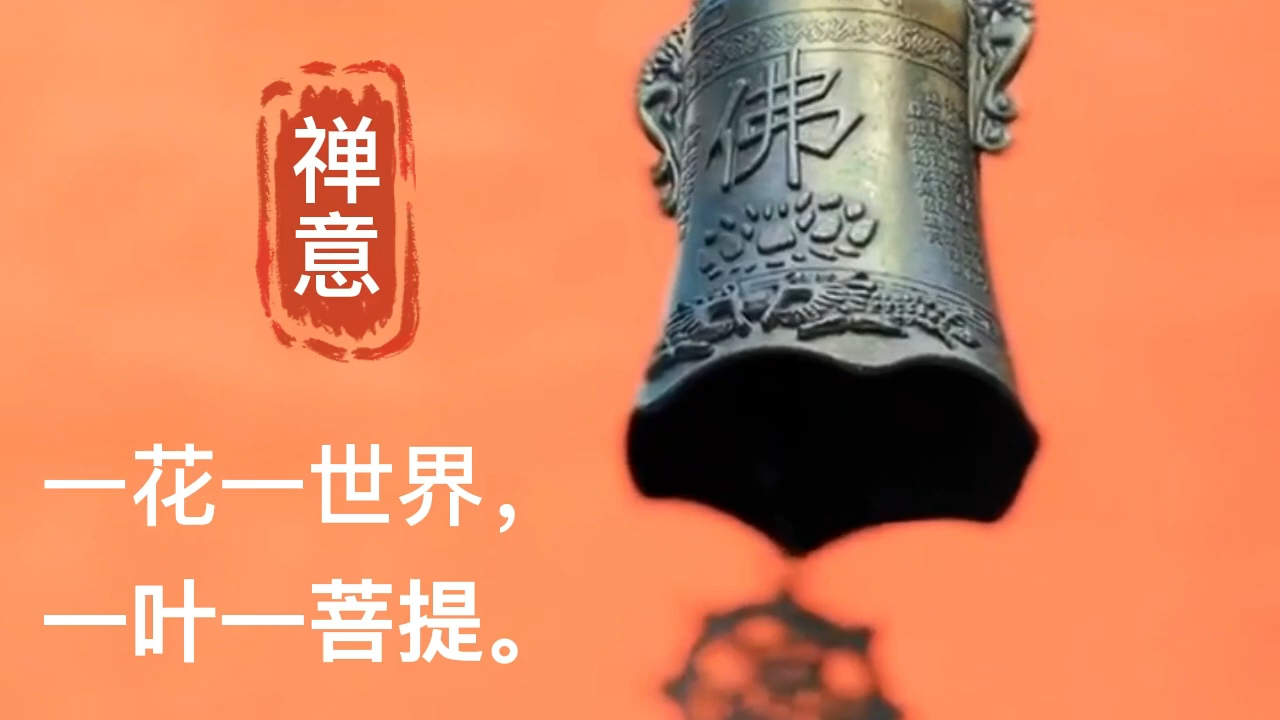 禅意
佛
一花一世界，
一叶一菩提。